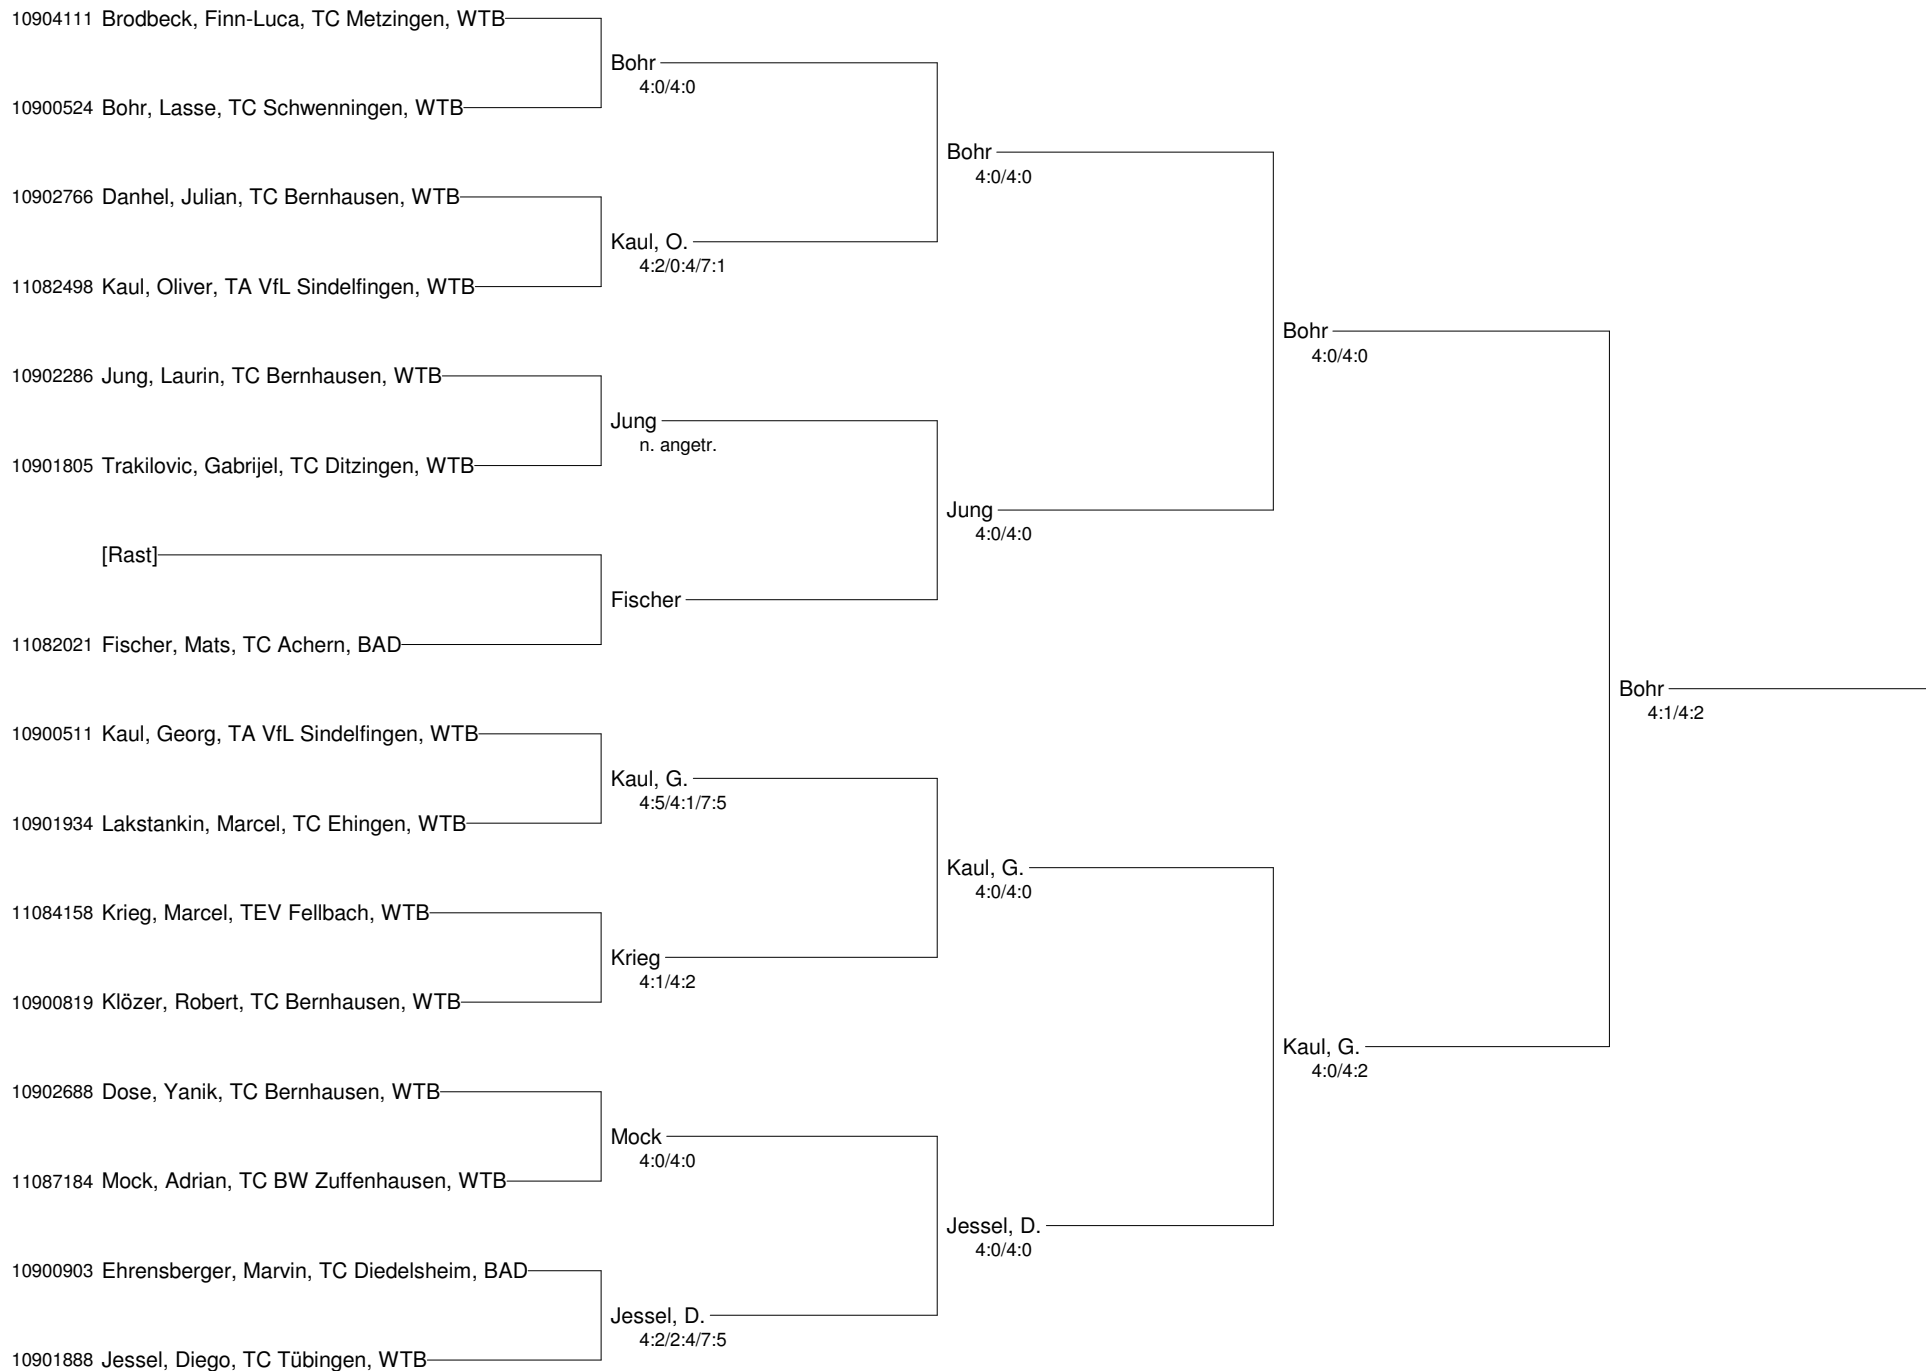 10904111 Brodbeck, Finn-Luca, TC Metzingen, WTB
Bohr
4:0/4:0
10900524 Bohr, Lasse, TC Schwenningen, WTB
Bohr
4:0/4:0
10902766 Danhel, Julian, TC Bernhausen, WTB
Kaul, O.
4:2/0:4/7:1
11082498 Kaul, Oliver, TA VfL Sindelfingen, WTB
Bohr
4:0/4:0
10902286 Jung, Laurin, TC Bernhausen, WTB
Jung
n. angetr.
10901805 Trakilovic, Gabrijel, TC Ditzingen, WTB
Jung
4:0/4:0
[Rast]
Fischer
11082021 Fischer, Mats, TC Achern, BAD
Bohr
4:1/4:2
10900511 Kaul, Georg, TA VfL Sindelfingen, WTB
Kaul, G.
4:5/4:1/7:5
10901934 Lakstankin, Marcel, TC Ehingen, WTB
Kaul, G.
4:0/4:0
11084158 Krieg, Marcel, TEV Fellbach, WTB
Krieg
4:1/4:2
10900819 Klözer, Robert, TC Bernhausen, WTB
Kaul, G.
4:0/4:2
10902688 Dose, Yanik, TC Bernhausen, WTB
Mock
4:0/4:0
11087184 Mock, Adrian, TC BW Zuffenhausen, WTB
Jessel, D.
4:0/4:0
10900903 Ehrensberger, Marvin, TC Diedelsheim, BAD
Jessel, D.
4:2/2:4/7:5
10901888 Jessel, Diego, TC Tübingen, WTB